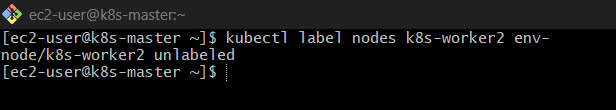 ec2-user@k8s-master:~
[ec2-user@k8s-master ~]$ kubectl label nodes k8s-worker2 env-
node/k8s-worker2 unlabeled
[ec2-user@k8s-master ~]$